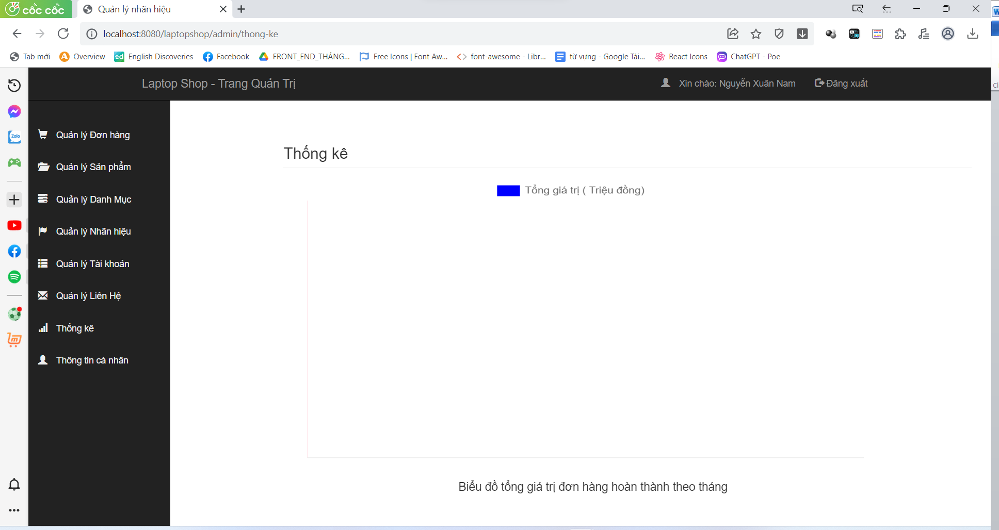 cốc cốc
Quản lý nhãn hiệu
localhost:8080/laptopshop/admin/thong-ke
Tab mới
Overview
ed
English Discoveries
Facebook
FRONT_END_THÁNG...
Free Icons | Font Aw...
font-awesome - Libr...
từ vựng - Google Tài...
React Icons
ChatGPT - Poe
Laptop Shop - Trang Quản Trị
Xin chào: Nguyễn Xuân Nam
Đăng xuất
Cl
Zalo
Quản lý Đơn hàng
Quản lý Sản phẩm
Quản lý Danh Mục
Quản lý Nhãn hiệu
Quản lý Tài khoản
Quản lý Liên Hệ
Thống kê
Thông tin cá nhân
Thống kê
Tổng giá trị ( Triệu đồng)
Biểu đồ tổng giá trị đơn hàng hoàn thành theo tháng